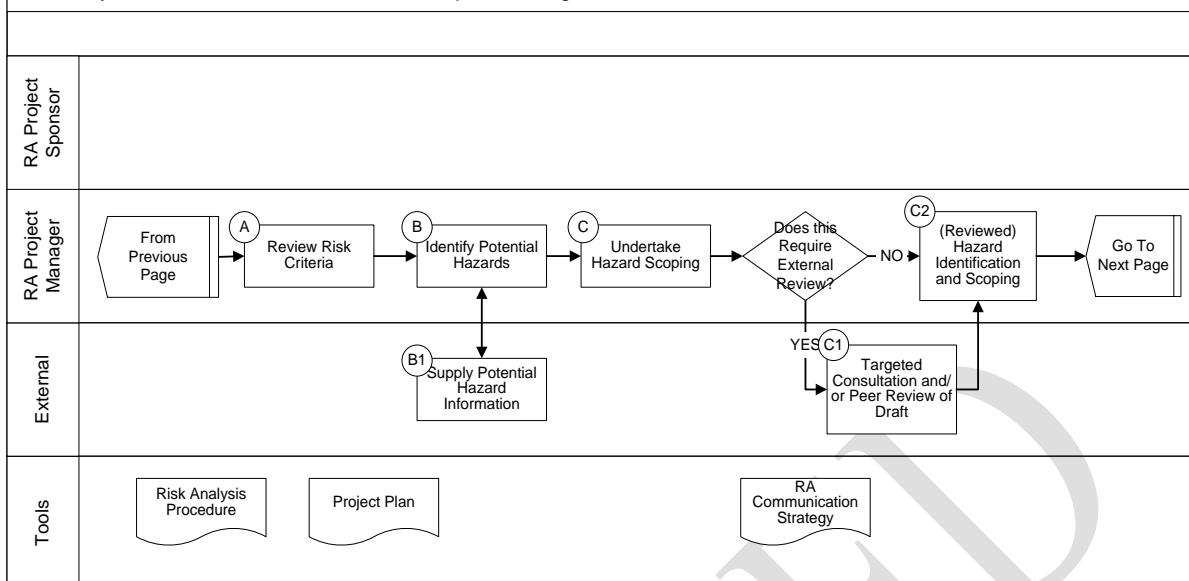 RA Project
Sponsor
RA Project
Manager
From
Previous
Page
A
Review Risk
Criteria
B
Identify Potential
Hazards
C
Undertake
Hazard Scoping
Does this
Require
External
Review?
NO
C2
(Reviewed)
Hazard
Identification
and Scoping
Go To
Next Page
External
B1
Supply Potential
Hazard
Information
YES
C1
Targeted
Consultation and/
or Peer Review of
Draft
Tools
Risk Analysis
Procedure
Project Plan
RA
Communication
Strategy